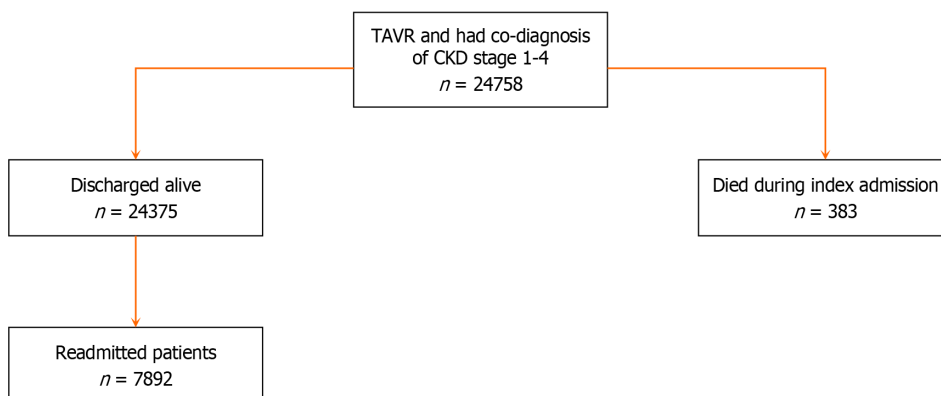 TAVR and had co-diagnosis
of CKD stage 1-4
n = 24758
Discharged alive
n = 24375
Died during index admission
n = 383
Readmitted patients
n = 7892